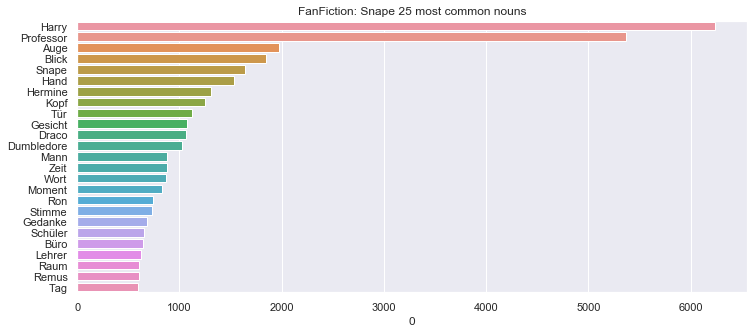 FanFiction: Snape 25 most common nouns
Harry
Professor
Auge
Blick
Snape
Hand
Hermine
Kopf
Tür
Gesicht
Draco
Dumbledore
Mann
Zeit
Wort
Moment
Ron
Stimme
Gedanke
Schüler
Büro
Lehrer
Raum
Remus
Tag
0 1000 2000 3000 4000 5000 6000
0